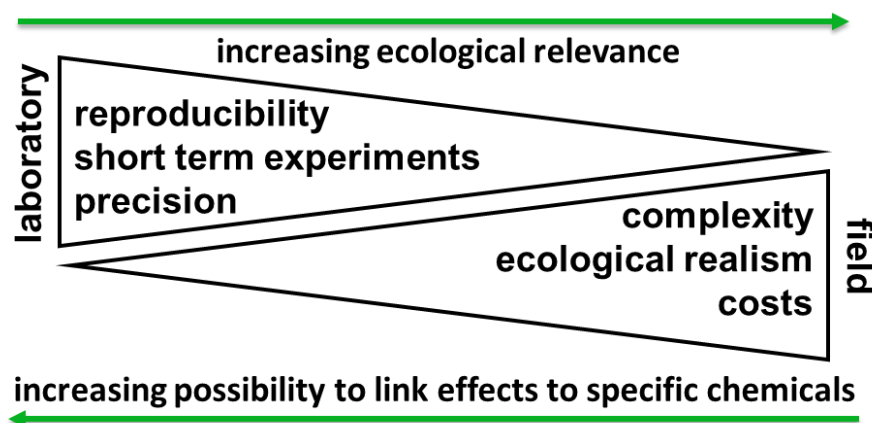 increasing ecological relevance
laboratory
reproducibility
short term experiments
precision
complexity
ecological realism
costs
field
increasing possibility to link effects to specific chemicals